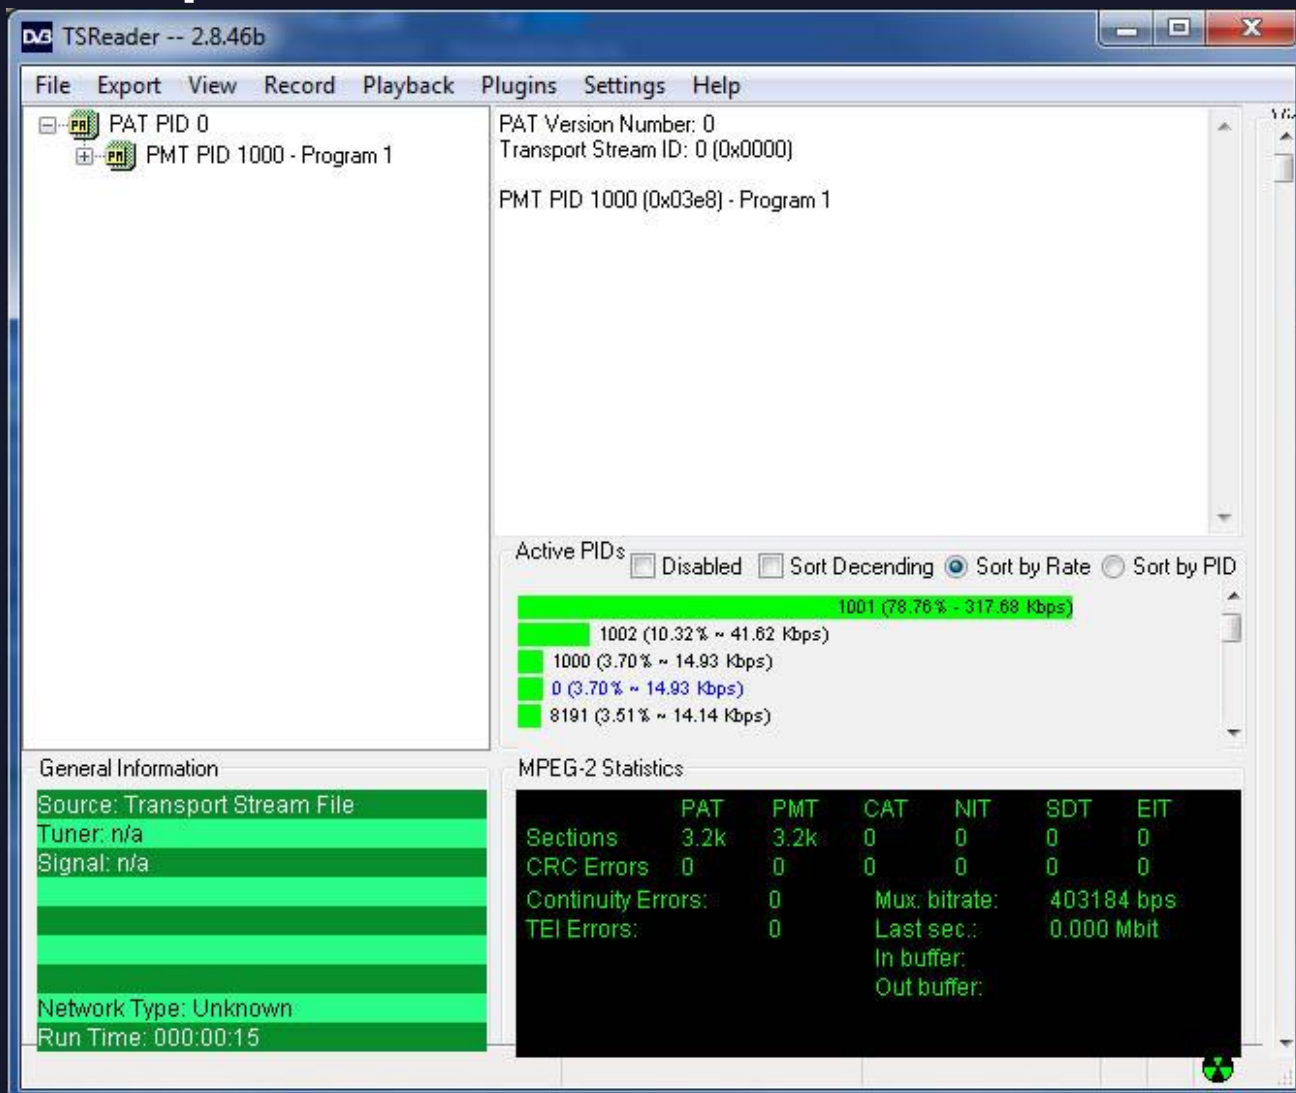 DVB TSReader -- 2.8.46b
File Export View Record Playback Plugins Settings Help
PAT PID 0
PMT PID 1000 - Program 1
PAT Version Number: 0
Transport Stream ID: 0 (0x0000)
PMT PID 1000 (0x03e8) - Program 1
Active PIDs Disabled Sort Decending Sort by Rate Sort by PID
1001 (78.76% - 317.68 Kbps)
1002 (10.32% ~ 41.62 Kbps)
1000 (3.70% ~ 14.93 Kbps)
0 (3.70% ~ 14.93 Kbps)
8191 (3.51% ~ 14.14 Kbps)
General Information
Source: Transport Stream File
Tuner: n/a
Signal: n/a
Network Type: Unknown
Run Time: 000:00:15
MPEG-2 Statistics
PAT PMT CAT NIT SDT EIT
Sections 3.2k 3.2k 0 0 0 0
CRC Errors 0 0 0 0 0 0
Continuity Errors: 0 Mux. bitrate: 403184 bps
TEI Errors: 0 Last sec.: 0.000 Mbit
In buffer:
Out buffer: